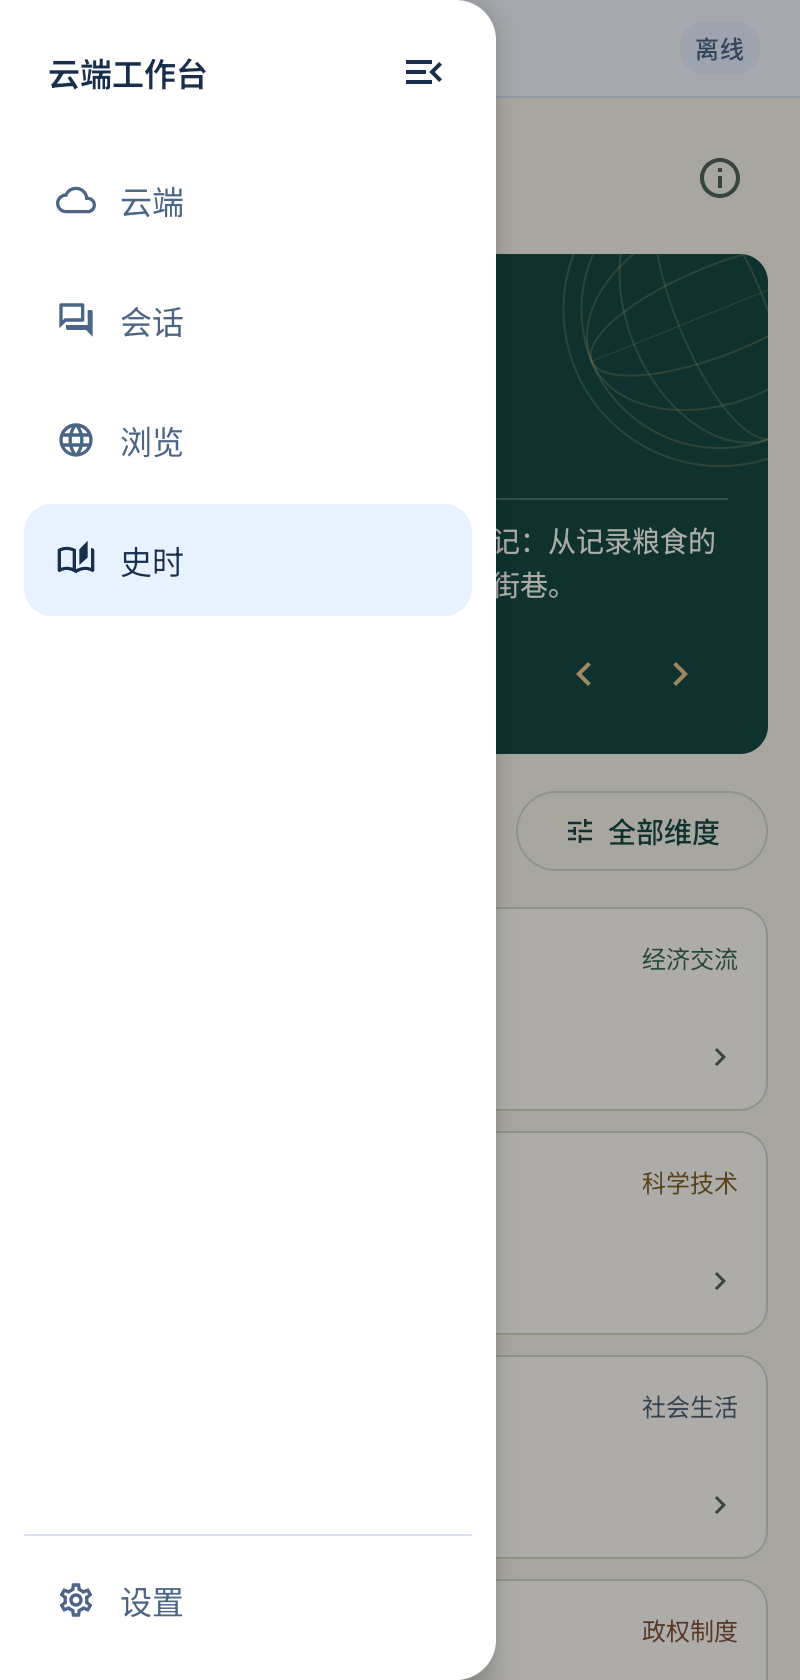 云端工作台
离线
云端
会话
浏览
史时
设置
记：从记录粮食的
街巷。
全部维度
经济交流
科学技术
社会生活
政权制度